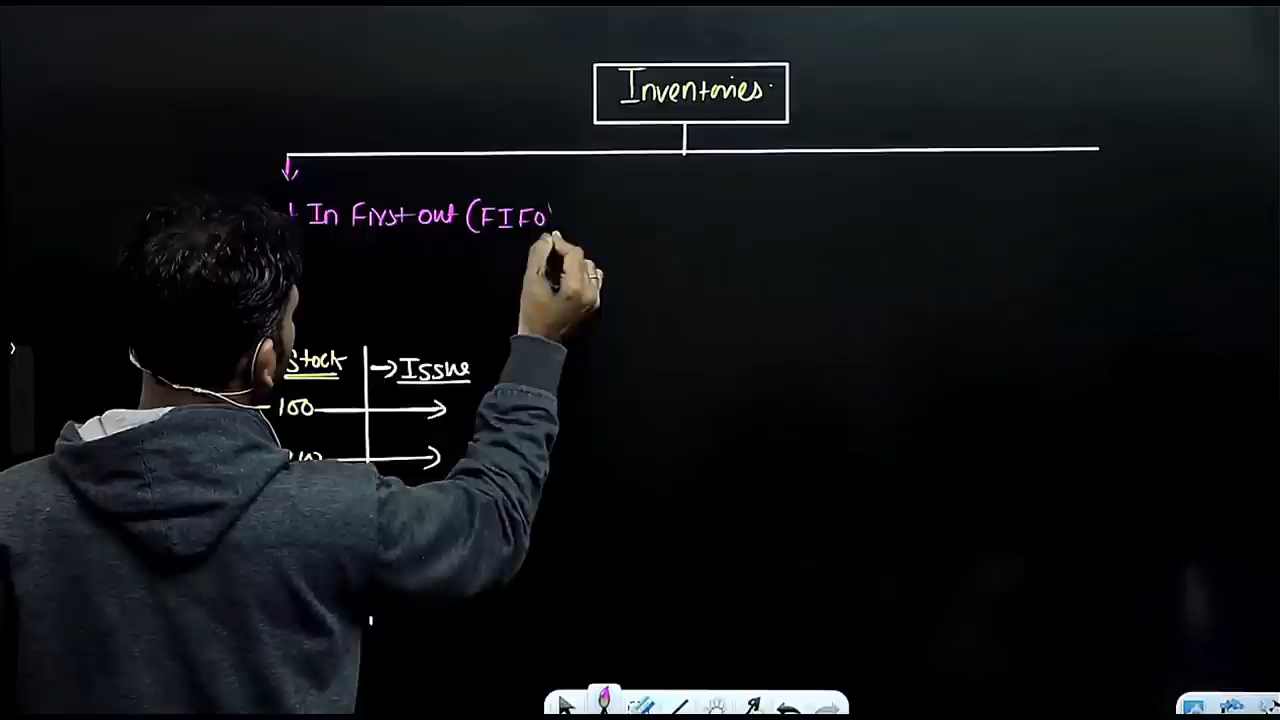 Inventories
In First out (FIFO)
Stock → Issue
100